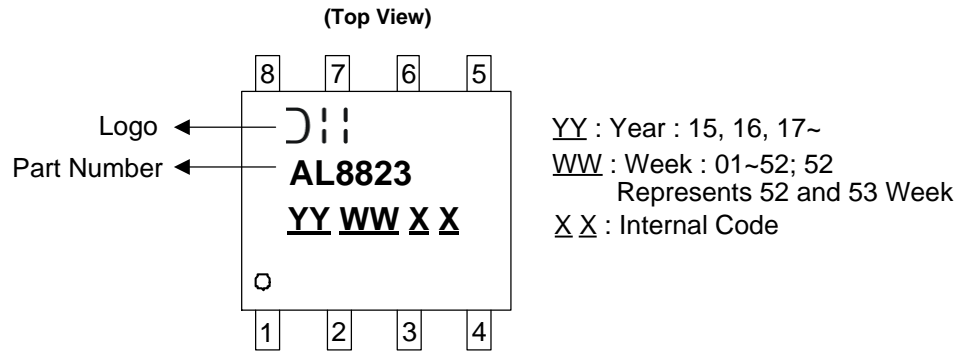 (Top View)
8 7 6 5
Logo
Part Number
AL8823
YY WW X X
YY : Year : 15, 16, 17~
WW : Week : 01~52; 52
Represents 52 and 53 Week
X X : Internal Code
1 2 3 4